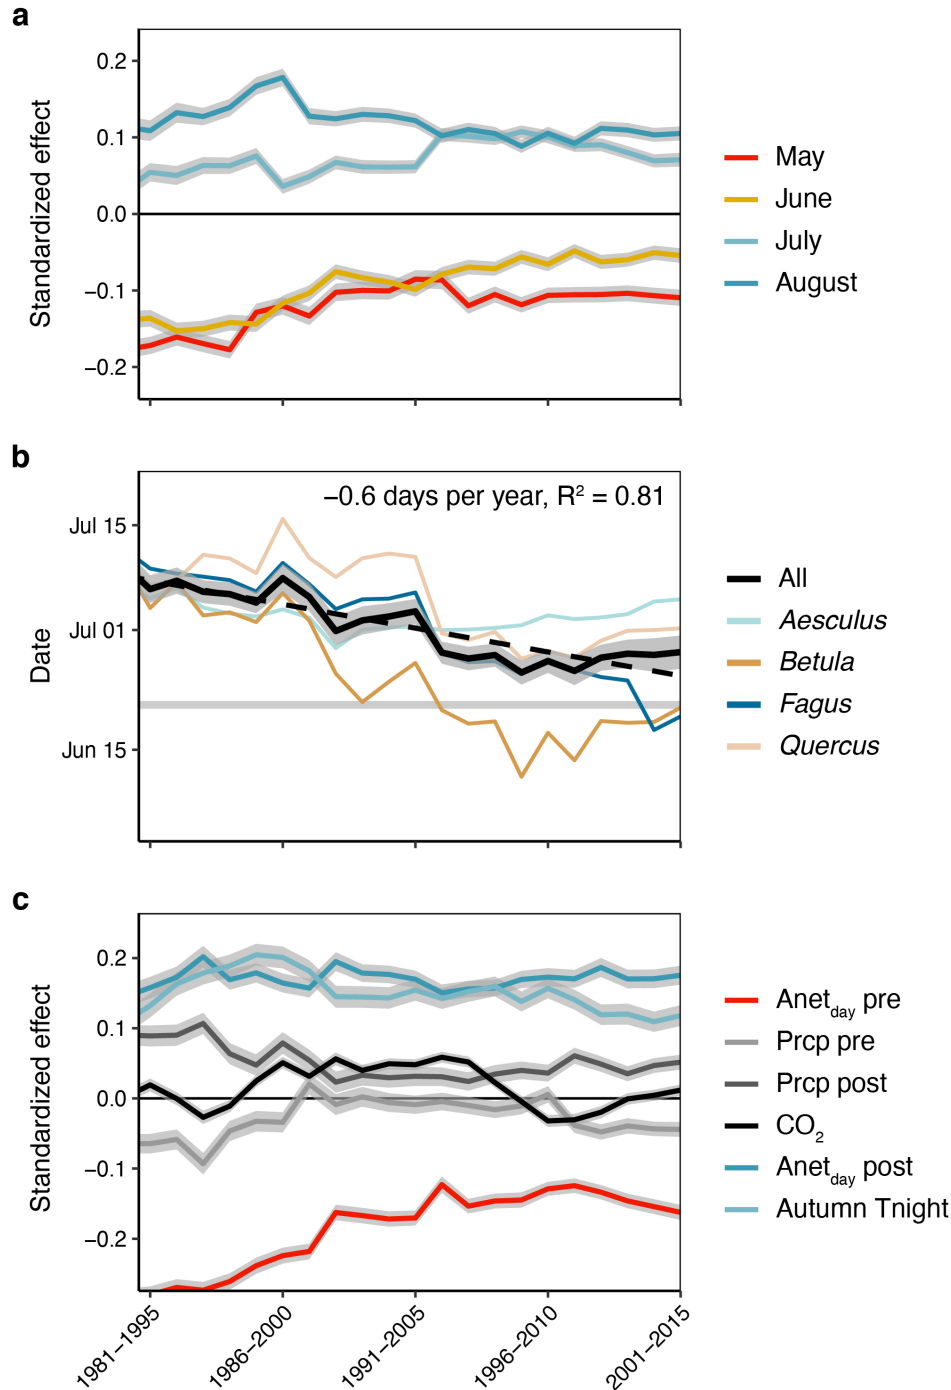 a
Standardized effect
0.2
0.1
0.0
−0.1
−0.2
May
June
July
August
b
Date
Jul 15
Jul 01
Jun 15
−0.6 days per year, R² = 0.81
All
Aesculus
Betula
Fagus
Quercus
c
Standardized effect
0.2
0.1
0.0
−0.1
−0.2
Anetday pre
Prcp pre
Prcp post
CO₂
Anetday post
Autumn Tnight
1981−1995
1986−2000
1991−2005
1996−2010
2001−2015